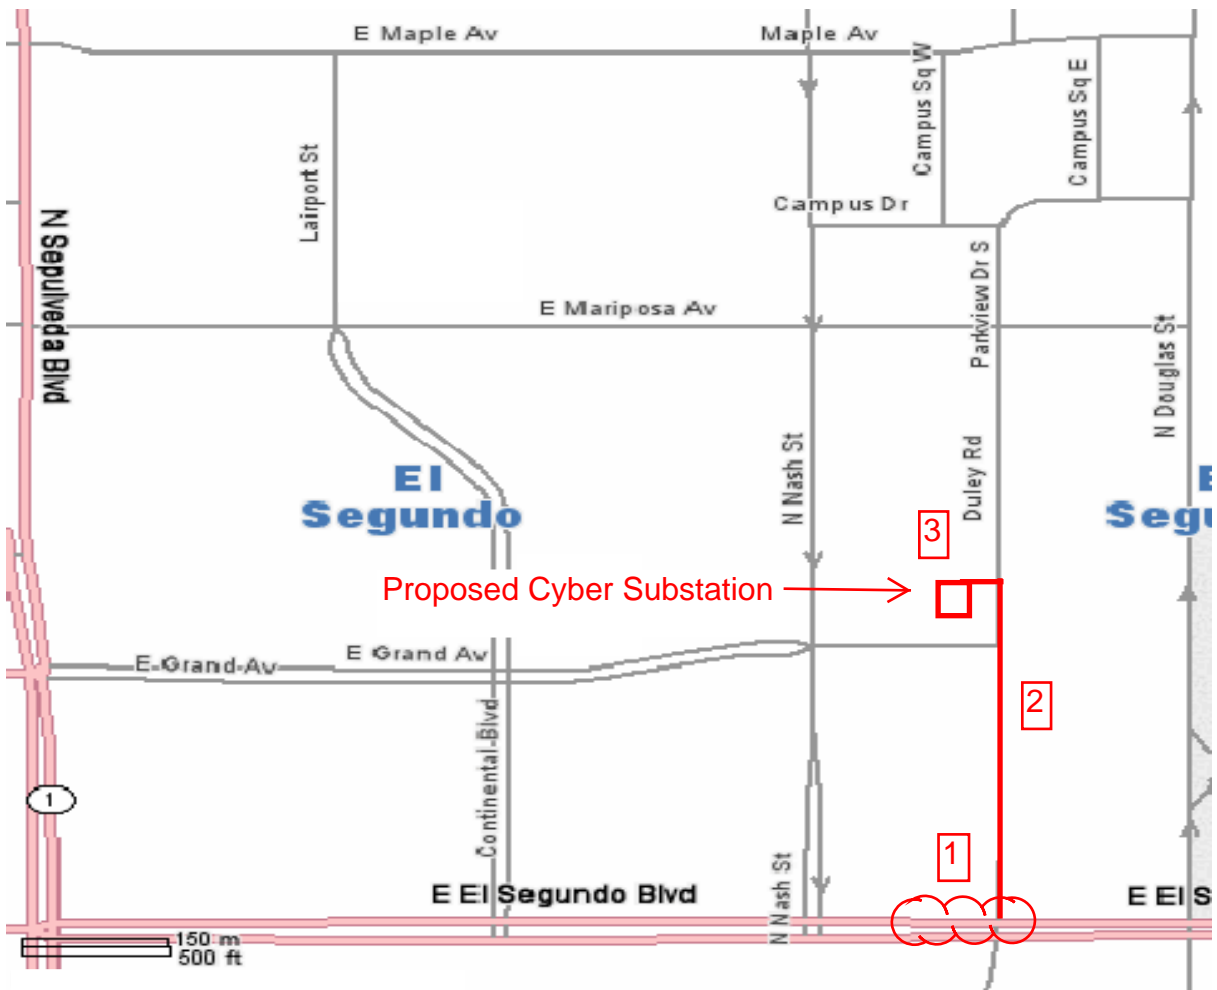 E Maple Av
Maple Av
Campus Sq W
Campus Sq E
Lairport St
Campus Dr
N Sepulveda Blvd
Parkview Dr S
E Mariposa Av
N Douglas St
N Nash St
Duley Rd
El
Segundo
E
Segu
3
Proposed Cyber Substation
E Grand Av
E Grand Av
2
Continental Blvd
1
1
N Nash St
E El Segundo Blvd
E El S
150 m
500 ft